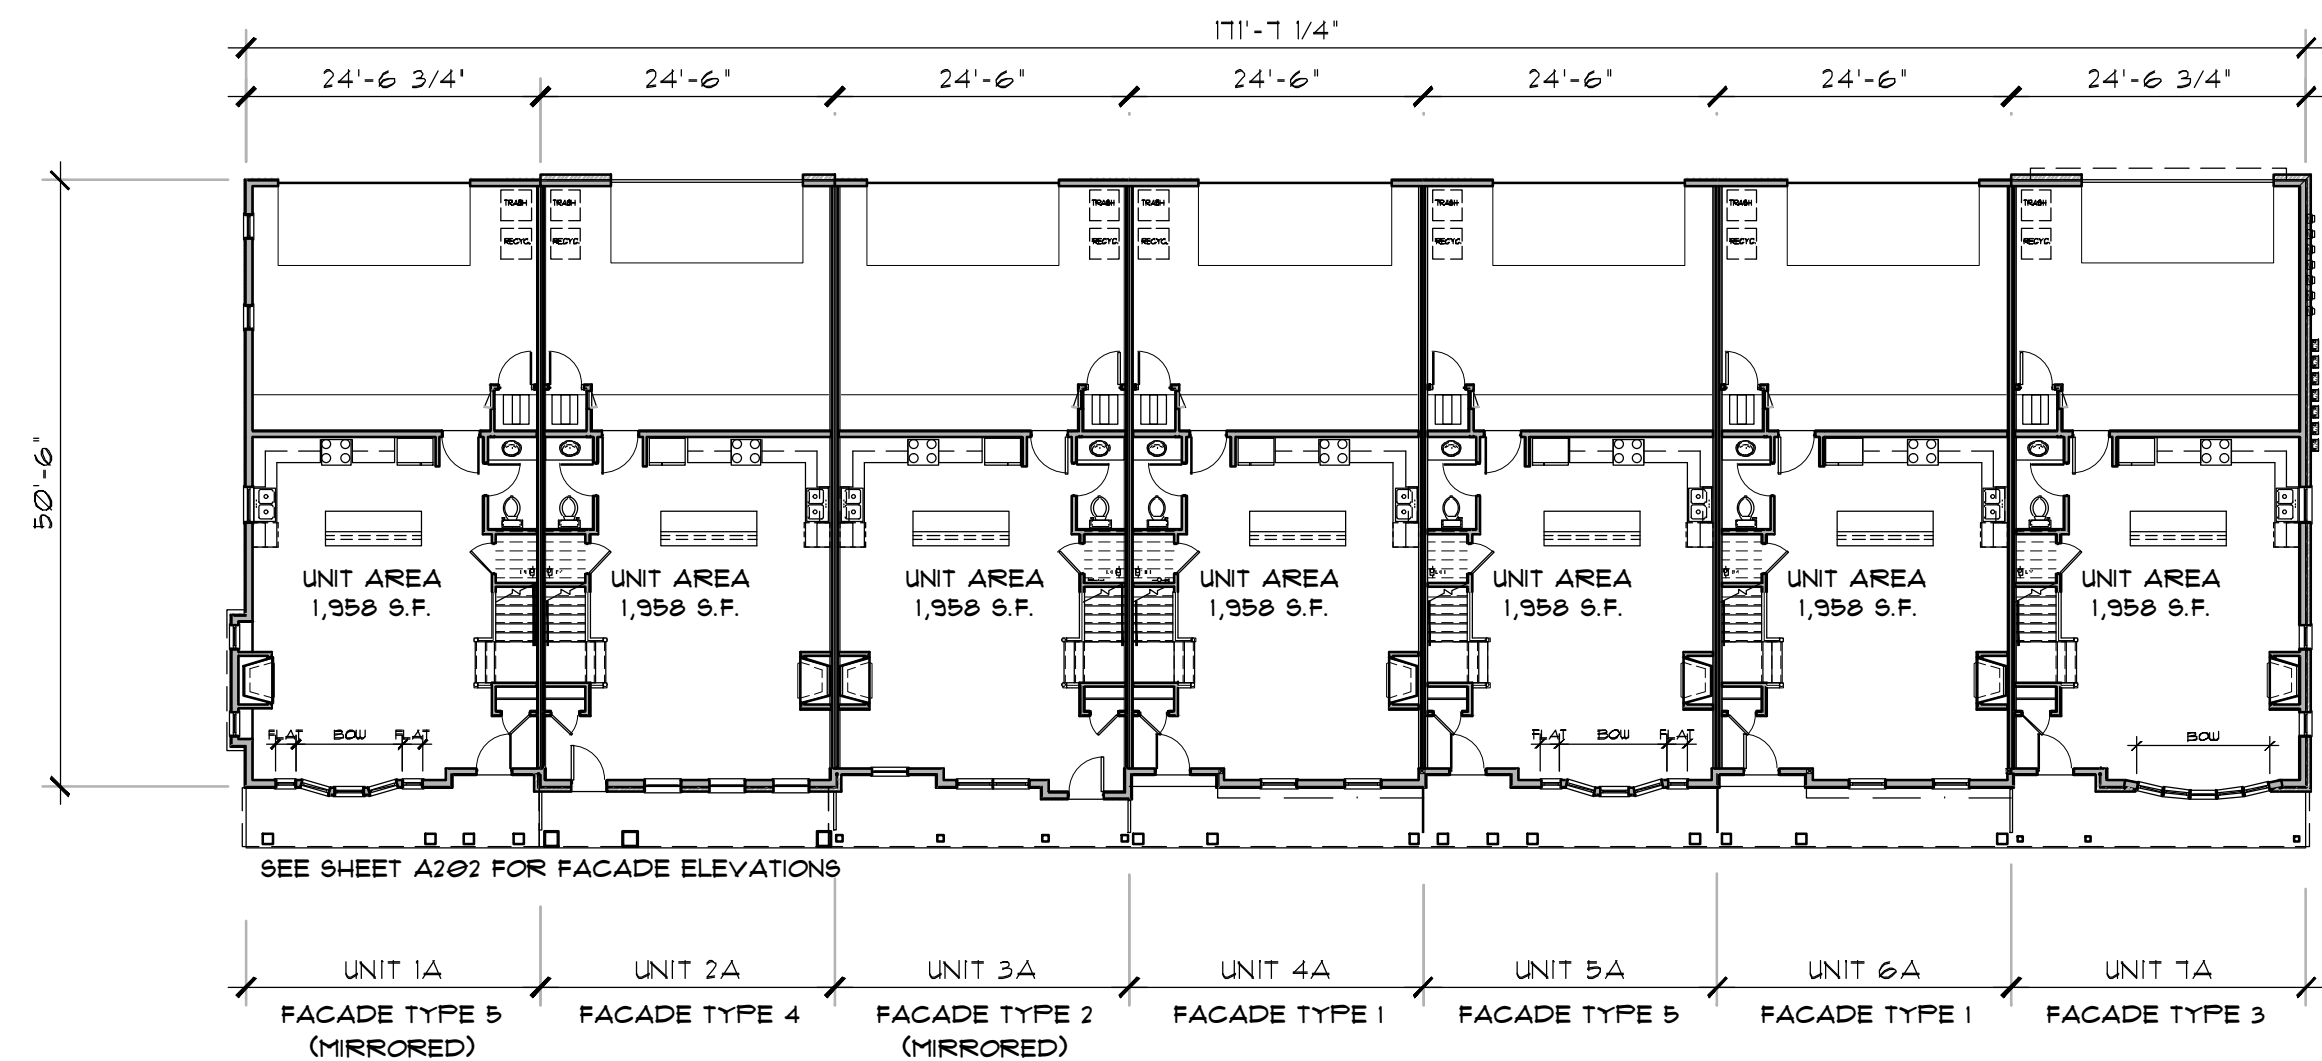 171'-7 1/4"
24'-6 3/4" 24'-6" 24'-6" 24'-6" 24'-6" 24'-6" 24'-6 3/4"
TRASH TRASH TRASH TRASH TRASH TRASH TRASH
RECYC. RECYC. RECYC. RECYC. RECYC. RECYC. RECYC.
50'-6"
UNIT AREA UNIT AREA UNIT AREA UNIT AREA UNIT AREA UNIT AREA UNIT AREA
1,958 S.F. 1,958 S.F. 1,958 S.F. 1,958 S.F. 1,958 S.F. 1,958 S.F. 1,958 S.F.
FLAT BOW FLAT FLAT BOW FLAT BOW
SEE SHEET A202 FOR FACADE ELEVATIONS
UNIT 1A UNIT 2A UNIT 3A UNIT 4A UNIT 5A UNIT 6A UNIT 7A
FACADE TYPE 5 FACADE TYPE 4 FACADE TYPE 2 FACADE TYPE 1 FACADE TYPE 5 FACADE TYPE 1 FACADE TYPE 3
(MIRRORED) (MIRRORED)